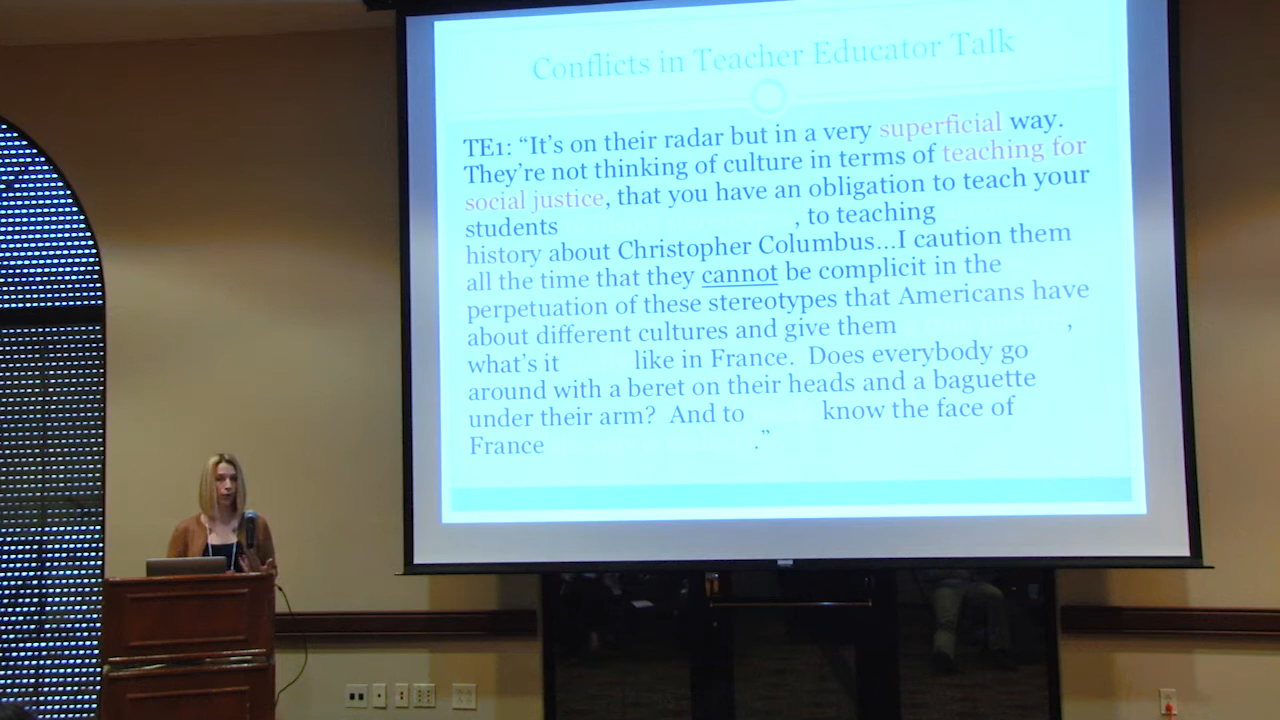 Conflicts in Teacher Educator Talk
TE1: “It’s on their radar but in a very superficial way.
They’re not thinking of culture in terms of teaching for
social justice, that you have an obligation to teach your
students , to teaching
history about Christopher Columbus...I caution them
all the time that they cannot be complicit in the
perpetuation of these stereotypes that Americans have
about different cultures and give them ,
what’s it like in France. Does everybody go
around with a beret on their heads and a baguette
under their arm? And to know the face of
France .”